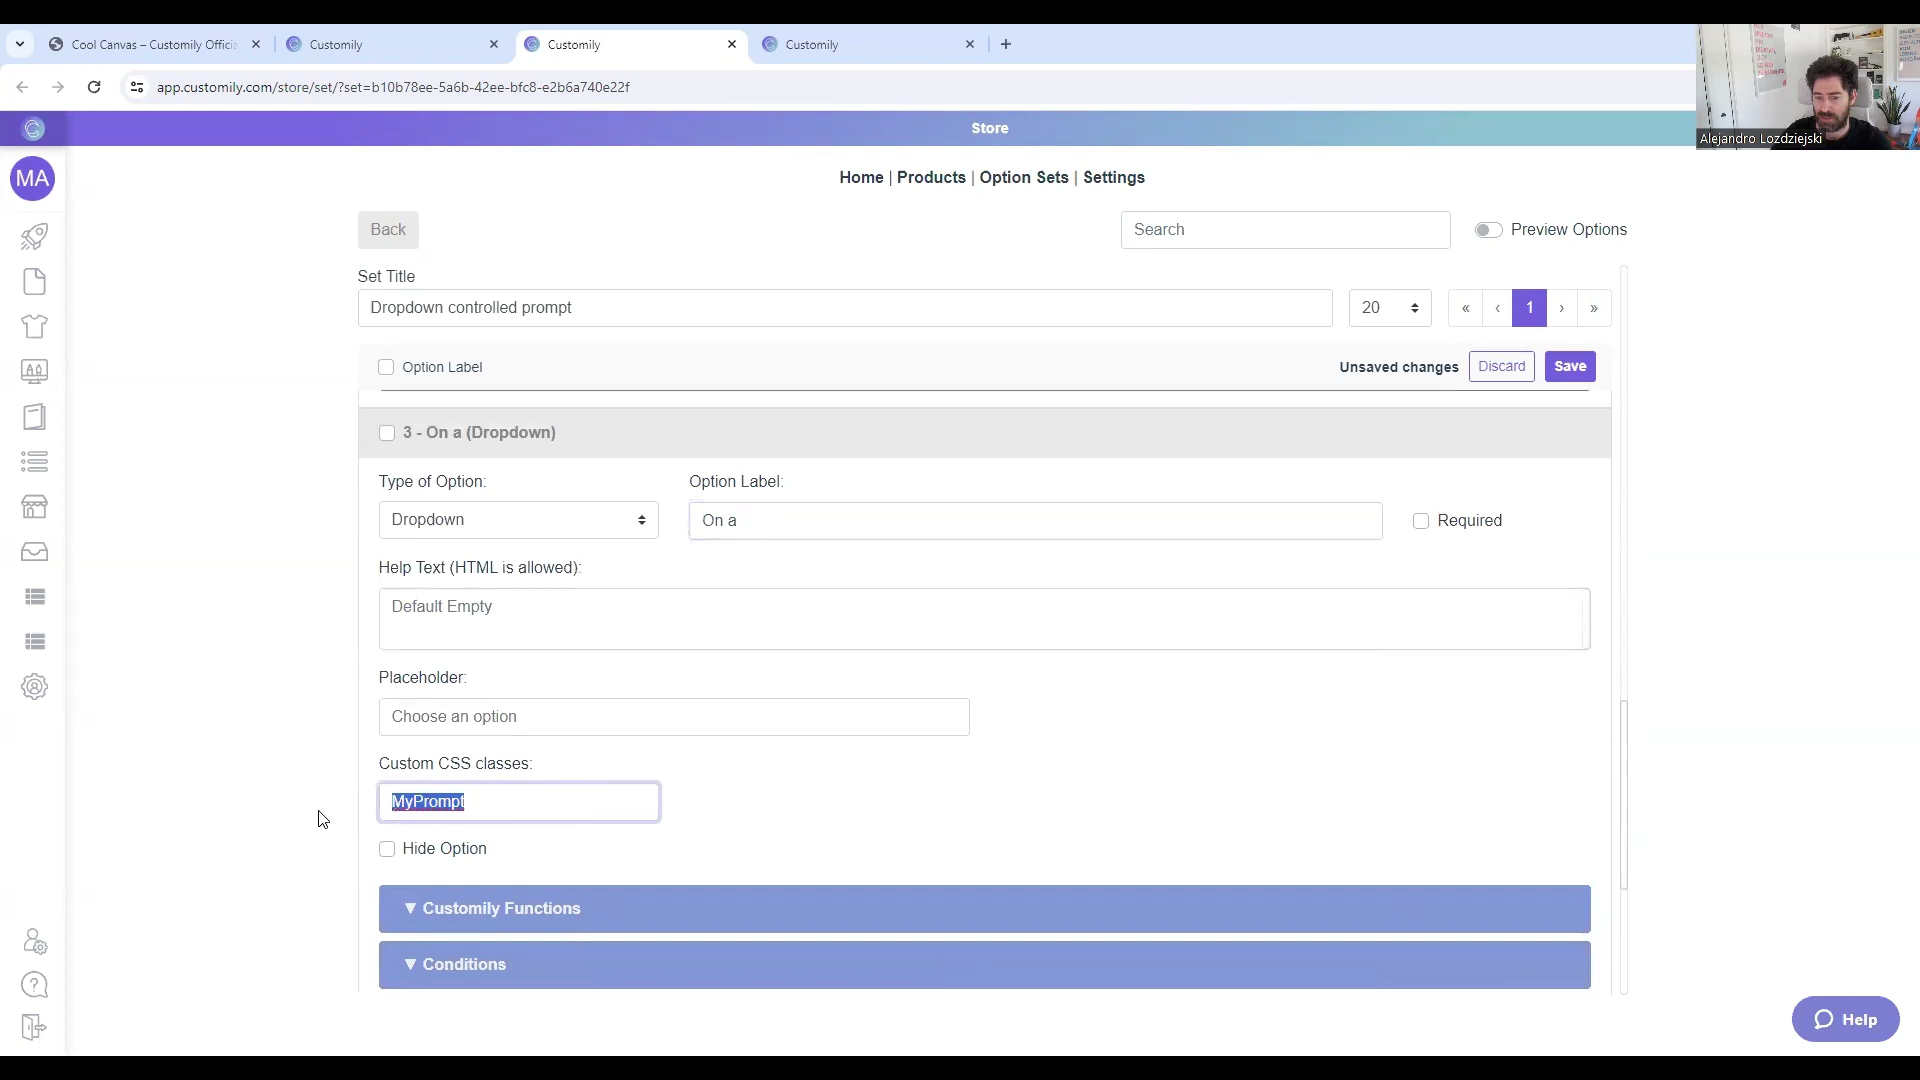 Cool Canvas – Customily Officia
Customily
Customily
Customily
app.customily.com/store/set/?set=b10b78ee-5a6b-42ee-bfc8-e2b6a740e22f
Alejandro Lozdziejski
Store
MA
Home | Products | Option Sets | Settings
Back
Search
Preview Options
Set Title
Dropdown controlled prompt
20
« ‹ 1 › »
Option Label
Unsaved changes
Discard
Save
3 - On a (Dropdown)
Type of Option:
Option Label:
Dropdown
On a
Required
Help Text (HTML is allowed):
Default Empty
Placeholder:
Choose an option
Custom CSS classes:
MyPrompt
Hide Option
▼ Customily Functions
▼ Conditions
Help